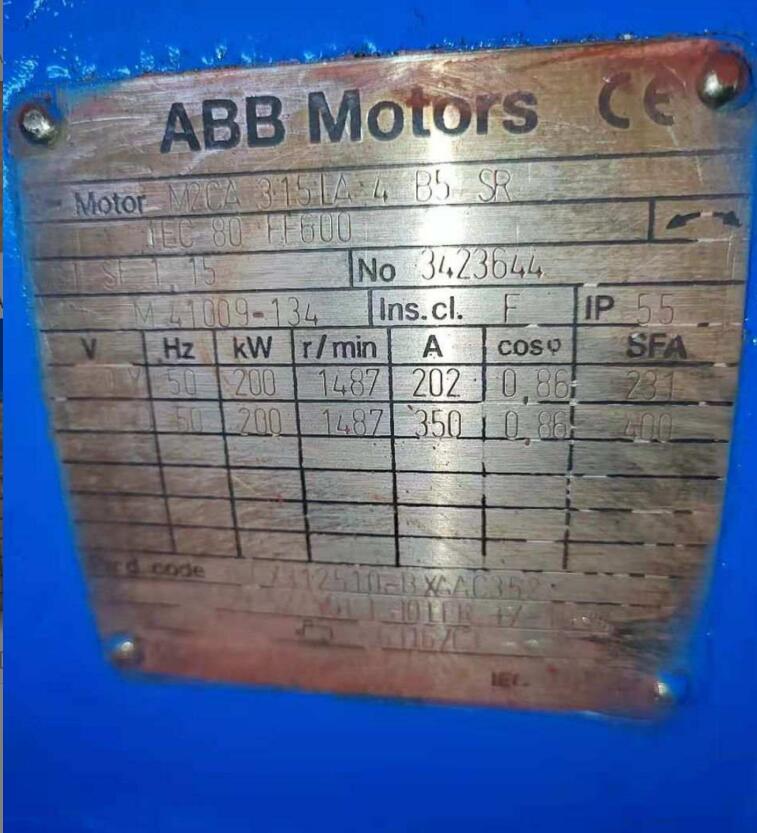 ABB Motors CE
Motor M2CA 315 LA 4 B5 SR
IEC 80 FF600
SF 1,15 No 3423644
M 41009-134 Ins.cl. F IP 55
V Hz kW r/min A cosφ SFA
Y 50 200 1487 202 0,86 231
50 200 1487 350 0,86 400
code
IEC